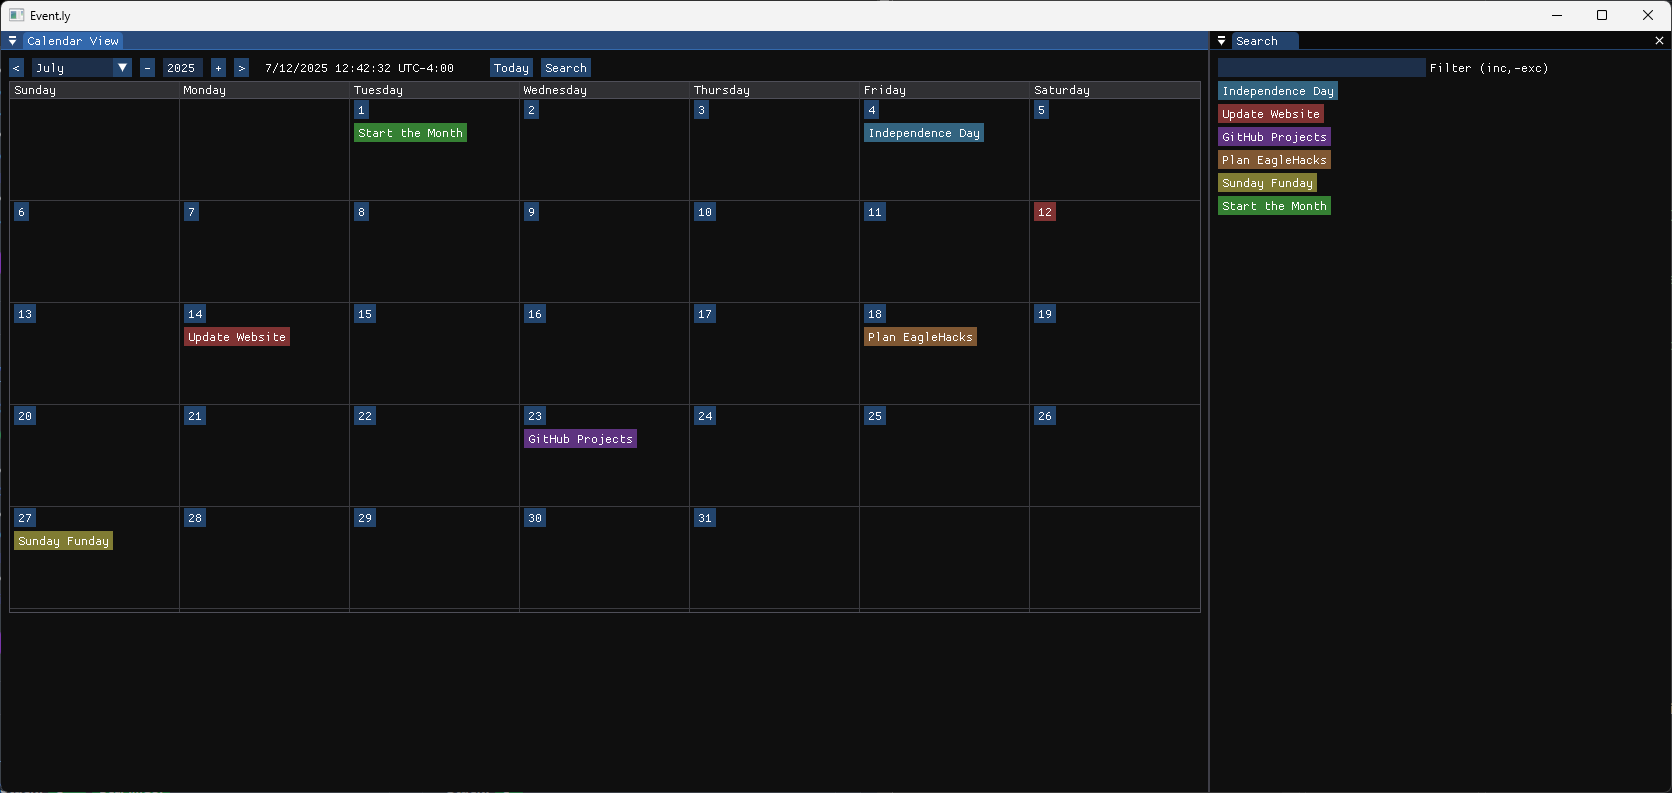 Event.ly
Calendar View
< July - 2025 + > 7/12/2025 12:42:32 UTC-4:00 Today Search
Sunday Monday Tuesday Wednesday Thursday Friday Saturday
1 2 3 4 5
Start the Month Independence Day
6 7 8 9 10 11 12
13 14 15 16 17 18 19
Update Website Plan EagleHacks
20 21 22 23 24 25 26
GitHub Projects
27 28 29 30 31
Sunday Funday
Search
Filter (inc,-exc)
Independence Day
Update Website
GitHub Projects
Plan EagleHacks
Sunday Funday
Start the Month